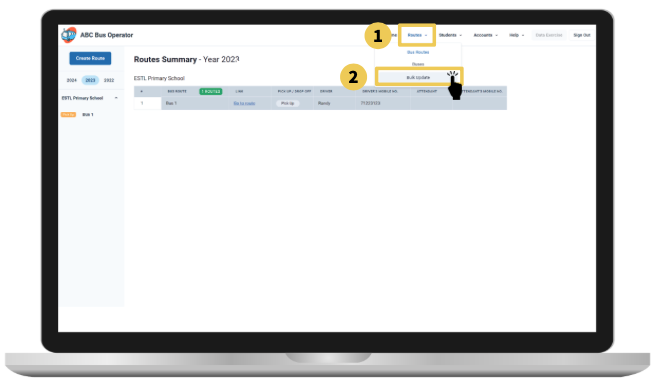 ABC Bus Operator
1
Routes
Students
Accounts
Help
Data Exercise
Sign Out
Create Route
Routes Summary - Year 2023
Bus Routes
2
Bulk Update
2024 2023 2022
ESTL Primary School
ESTL Primary School
# BUS ROUTE 1 ROUTES LINK PICK UP / DROP OFF DRIVER DRIVER'S MOBILE NO. ATTENDANT ATTENDANT'S MOBILE NO.
1 Bus 1 Go to route Pick Up Randy
Bus 1